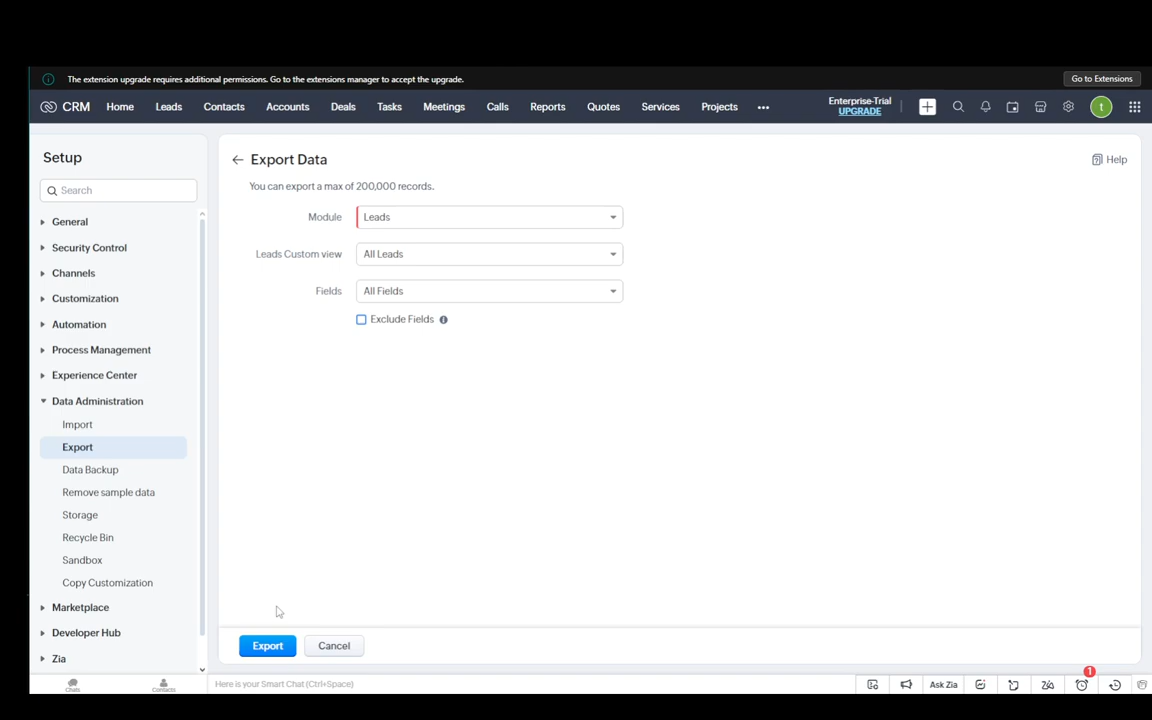 The extension upgrade requires additional permissions. Go to the extensions manager to accept the upgrade.
Go to Extensions
CRM Home Leads Contacts Accounts Deals Tasks Meetings Calls Reports Quotes Services Projects •••
Enterprise-Trial
UPGRADE
t
Setup
Search
General
Security Control
Channels
Customization
Automation
Process Management
Experience Center
Data Administration
Import
Export
Data Backup
Remove sample data
Storage
Recycle Bin
Sandbox
Copy Customization
Marketplace
Developer Hub
Zia
Export Data
Help
You can export a max of 200,000 records.
Module Leads
Leads Custom view All Leads
Fields All Fields
Exclude Fields
Export Cancel
Chats
Contacts
Here is your Smart Chat (Ctrl+Space)
Ask Zia
1